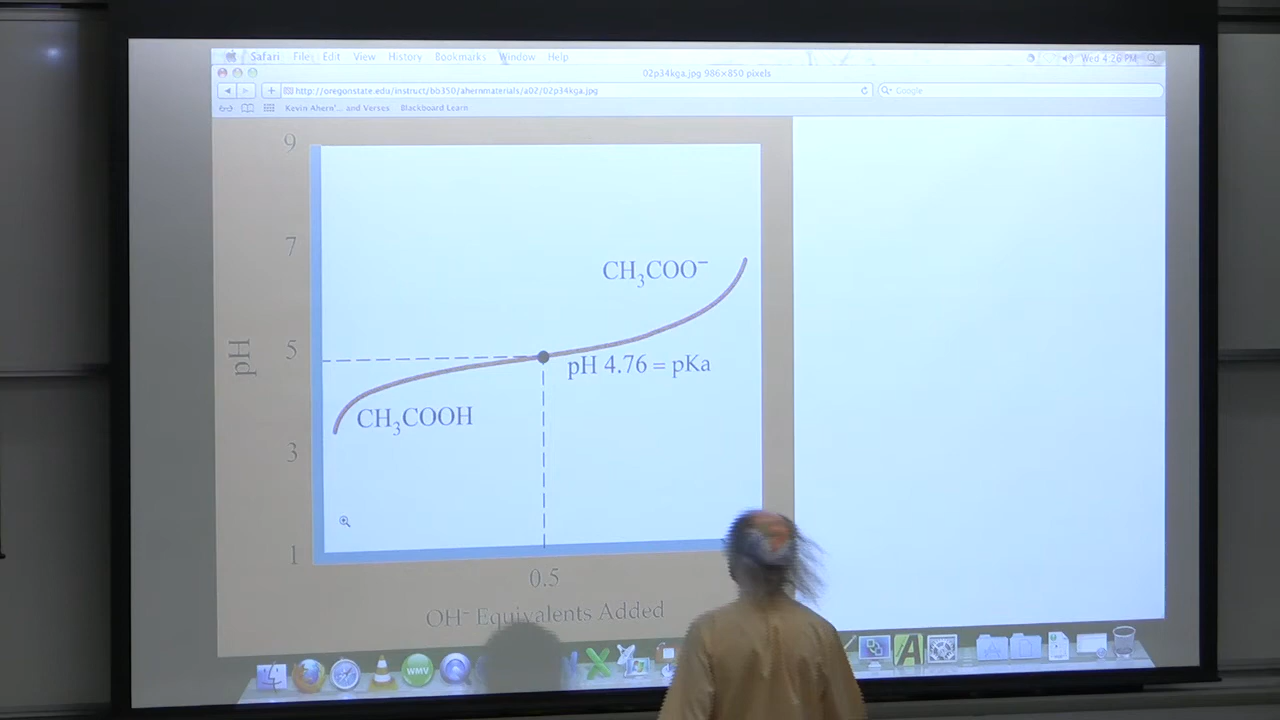 Safari File Edit View History Bookmarks Window Help Wed 4:26 PM
02p34kga.jpg 986×850 pixels
http://oregonstate.edu/instruct/bb350/ahernmaterials/a02/02p34kga.jpg Google
Kevin Ahern'... and Verses Blackboard Learn
9
7
CH₃COO⁻
5
pH
pH 4.76 = pKa
CH₃COOH
3
1
0.5
OH⁻ Equivalents Added
WMV